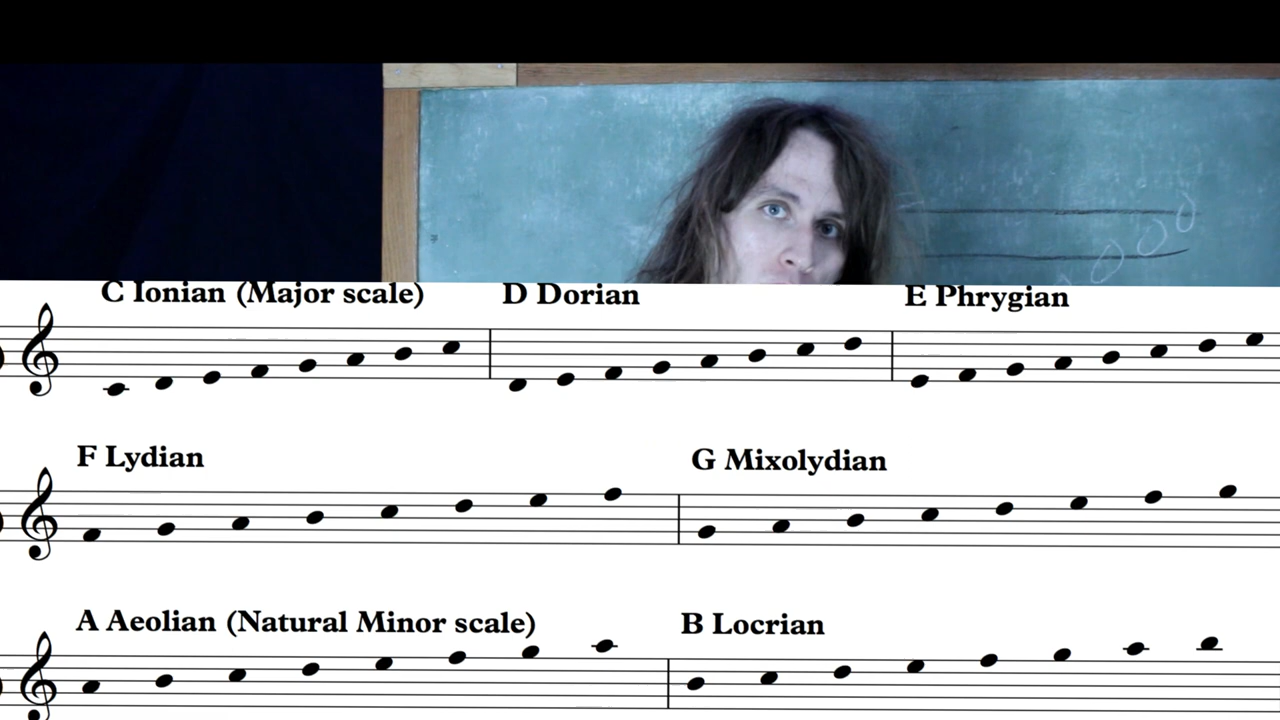 C Ionian (Major scale)
D Dorian
E Phrygian
F Lydian
G Mixolydian
A Aeolian (Natural Minor scale)
B Locrian